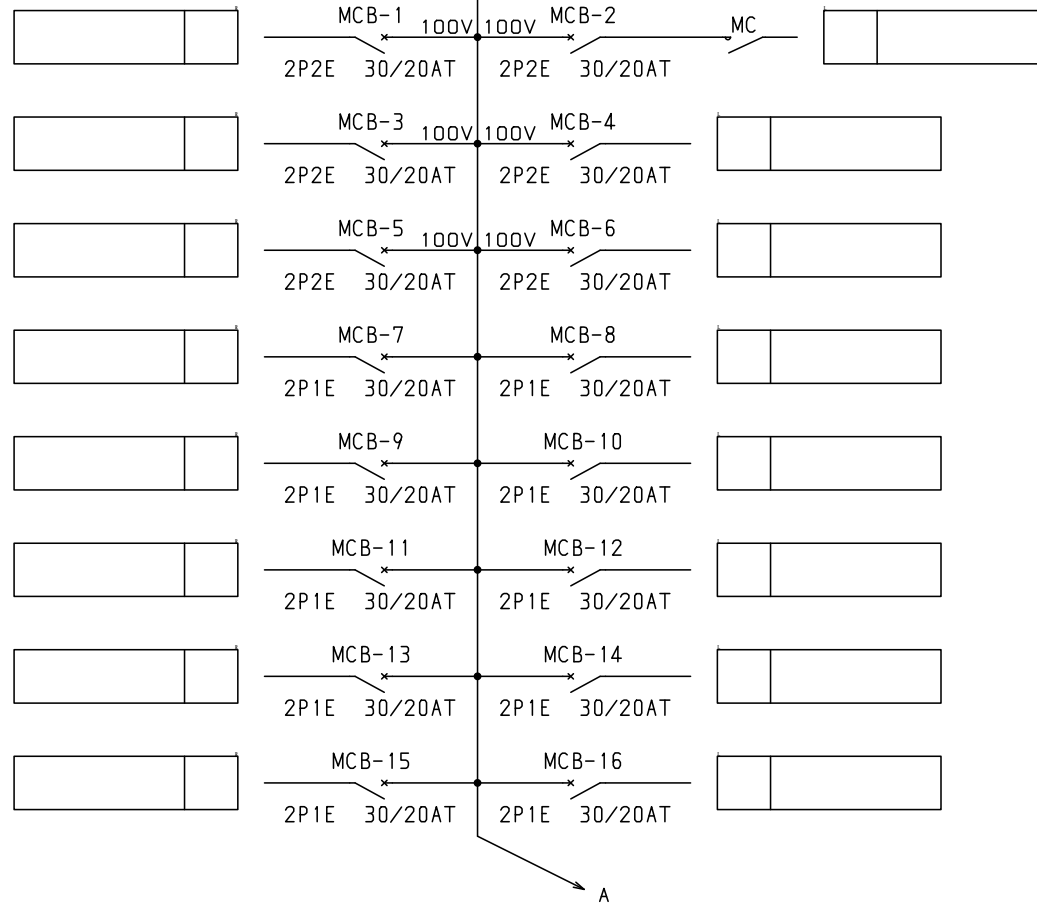 MCB-1 100V 100V MCB-2 MC
2P2E 30/20AT 2P2E 30/20AT
MCB-3 100V 100V MCB-4
2P2E 30/20AT 2P2E 30/20AT
MCB-5 100V 100V MCB-6
2P2E 30/20AT 2P2E 30/20AT
MCB-7 MCB-8
2P1E 30/20AT 2P1E 30/20AT
MCB-9 MCB-10
2P1E 30/20AT 2P1E 30/20AT
MCB-11 MCB-12
2P1E 30/20AT 2P1E 30/20AT
MCB-13 MCB-14
2P1E 30/20AT 2P1E 30/20AT
MCB-15 MCB-16
2P1E 30/20AT 2P1E 30/20AT
A